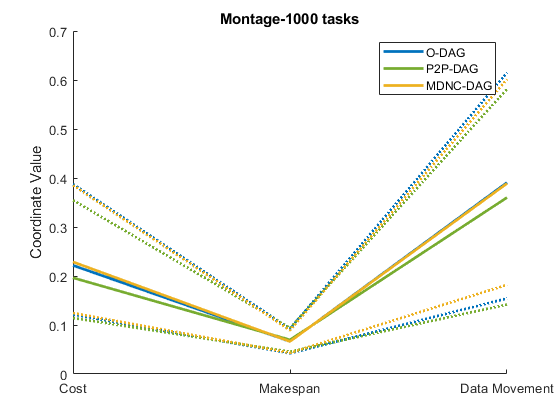 Montage-1000 tasks
0.7
0.6
0.5
0.4
0.3
0.2
0.1
0
Coordinate Value
O-DAG
P2P-DAG
MDNC-DAG
Cost
Makespan
Data Movement